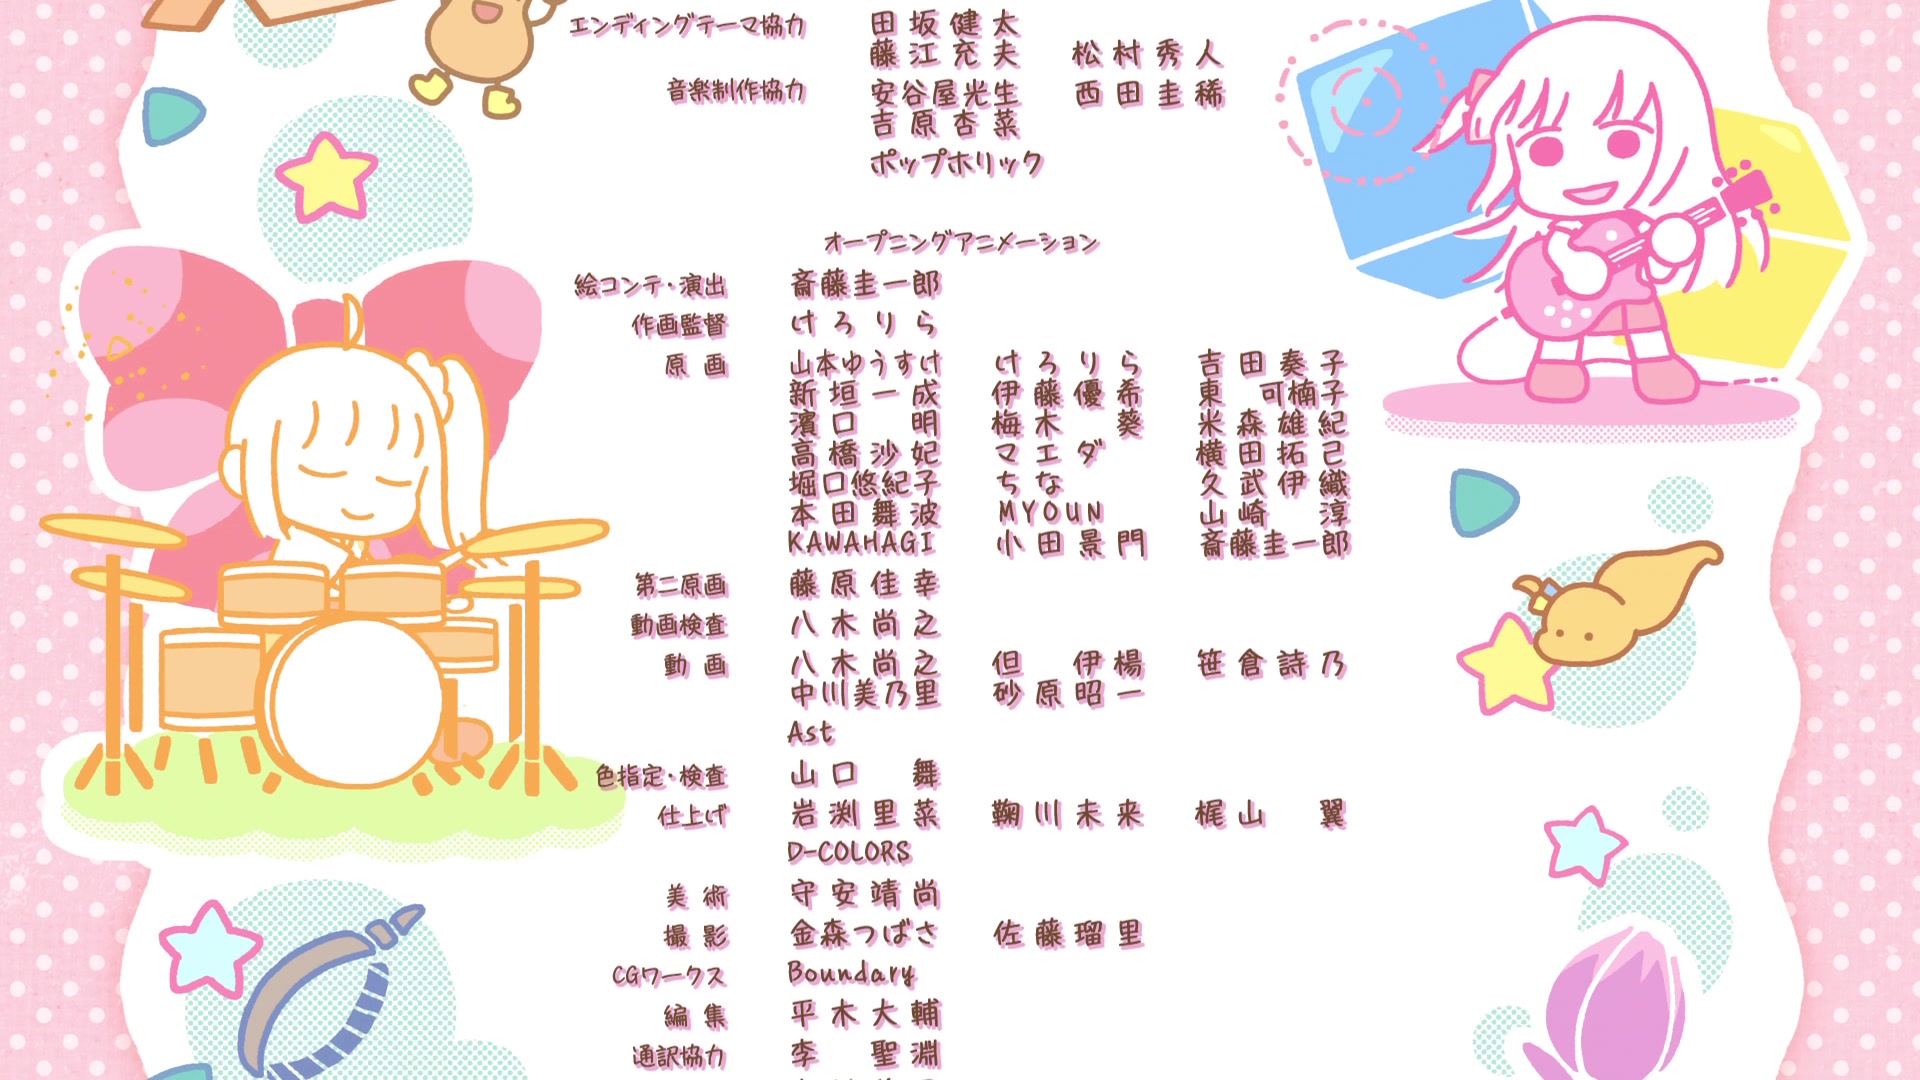 エンディングテーマ協力 田坂健太
藤江充夫 松村秀人
音楽制作協力 安谷屋光生 西田圭稀
吉原杏菜
ポップホリック
オープニングアニメーション
絵コンテ・演出 斎藤圭一郎
作画監督 けろりら
原画 山本ゆうすけ けろりら 吉田奏子
新垣一成 伊藤優希 東 可楠子
濱口 明 梅木 葵 米森雄紀
高橋沙妃 マエダ 横田拓己
堀口悠紀子 ちな 久武伊織
本田舞波 MYOUN 山崎 淳
KAWAHAGI 小田景門 斎藤圭一郎
第二原画 藤原佳幸
動画検査 八木尚之
動画 八木尚之 但 伊楊 笹倉詩乃
中川美乃里 砂原昭一
Ast
色指定・検査 山口 舞
仕上げ 岩渕里菜 鞠川未来 梶山 翼
D-COLORS
美術 守安靖尚
撮影 金森つばさ 佐藤瑠里
CGワークス Boundary
編集 平木大輔
通訳協力 李 聖淵